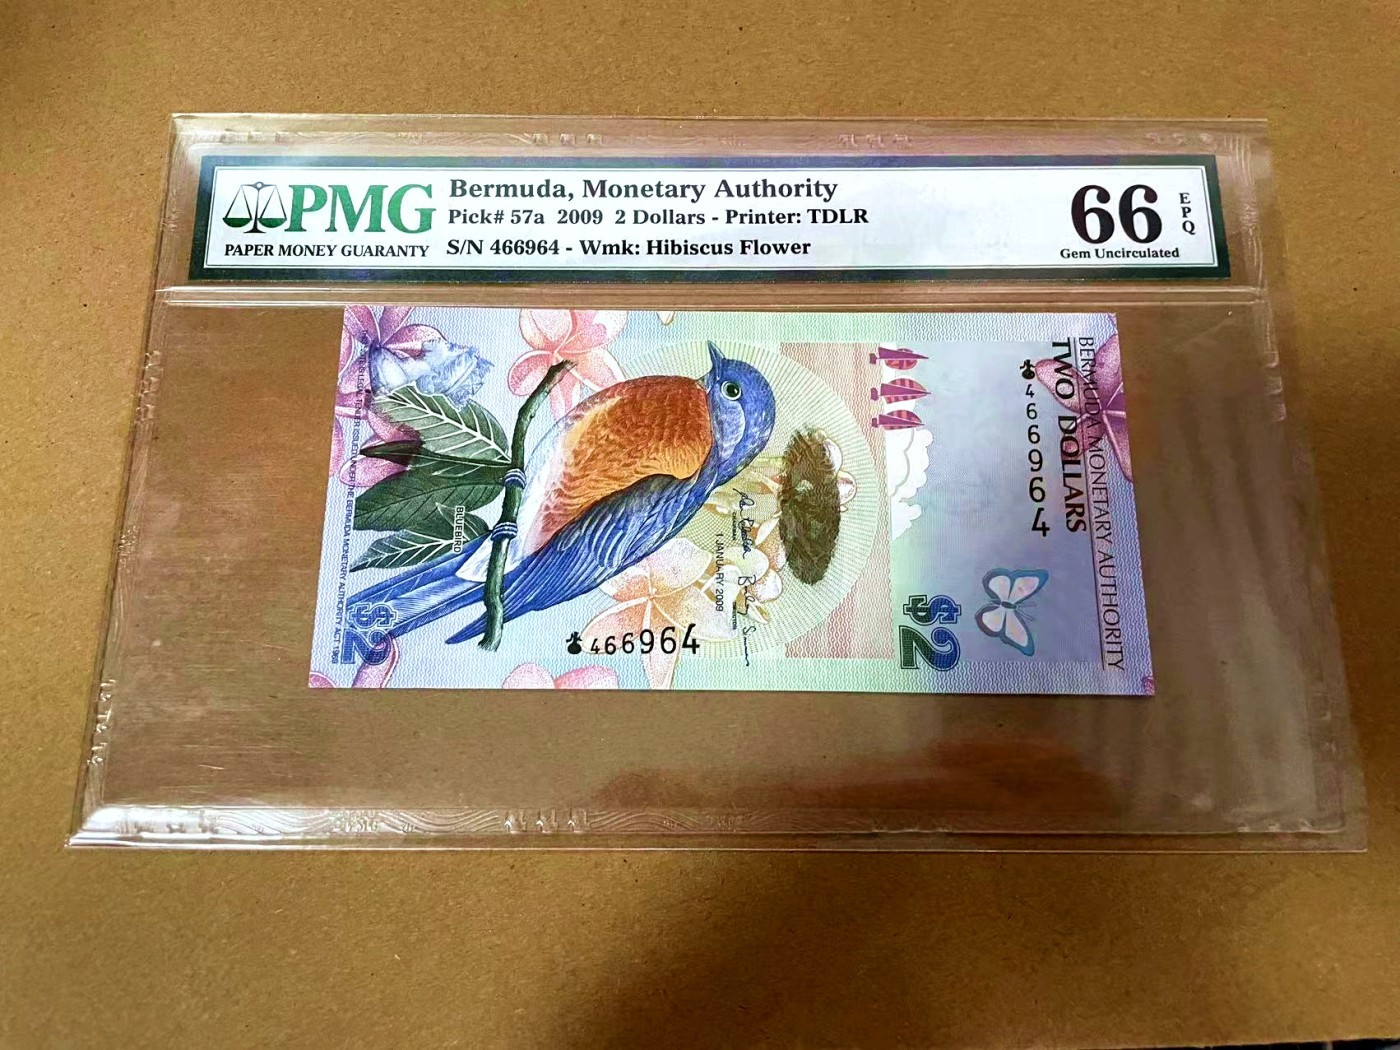 PMG
PAPER MONEY GUARANTY
Bermuda, Monetary Authority
Pick# 57a 2009 2 Dollars - Printer: TDLR
S/N 466964 - Wmk: Hibiscus Flower
66
EPQ
Gem Uncirculated
BERMUDA MONETARY AUTHORITY
TWO DOLLARS
466964
$2
1 JANUARY 2009
466964
BLUEBIRD
$2